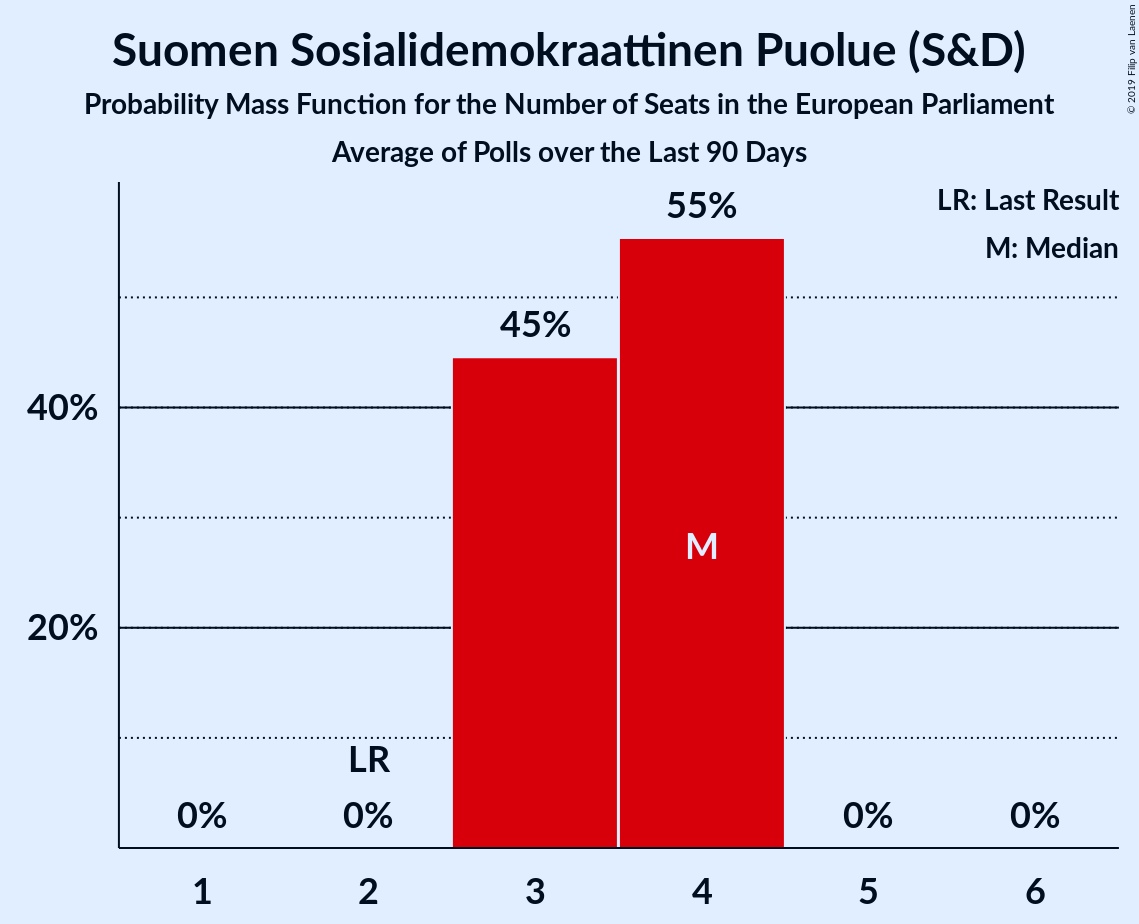 Suomen Sosialidemokraattinen Puolue (S&D)
Probability Mass Function for the Number of Seats in the European Parliament
Average of Polls over the Last 90 Days
© 2019 Filip van Laenen
LR: Last Result
M: Median
55%
45%
40%
M
20%
LR
0% 0% 0% 0%
1 2 3 4 5 6